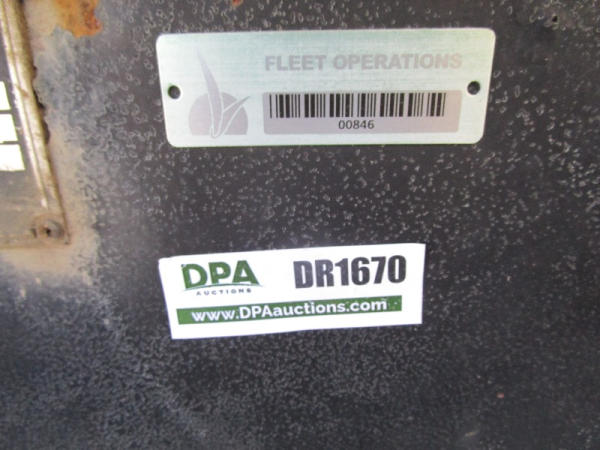 FLEET OPERATIONS
00846
DPA
AUCTIONS
DR1670
www.DPAauctions.com